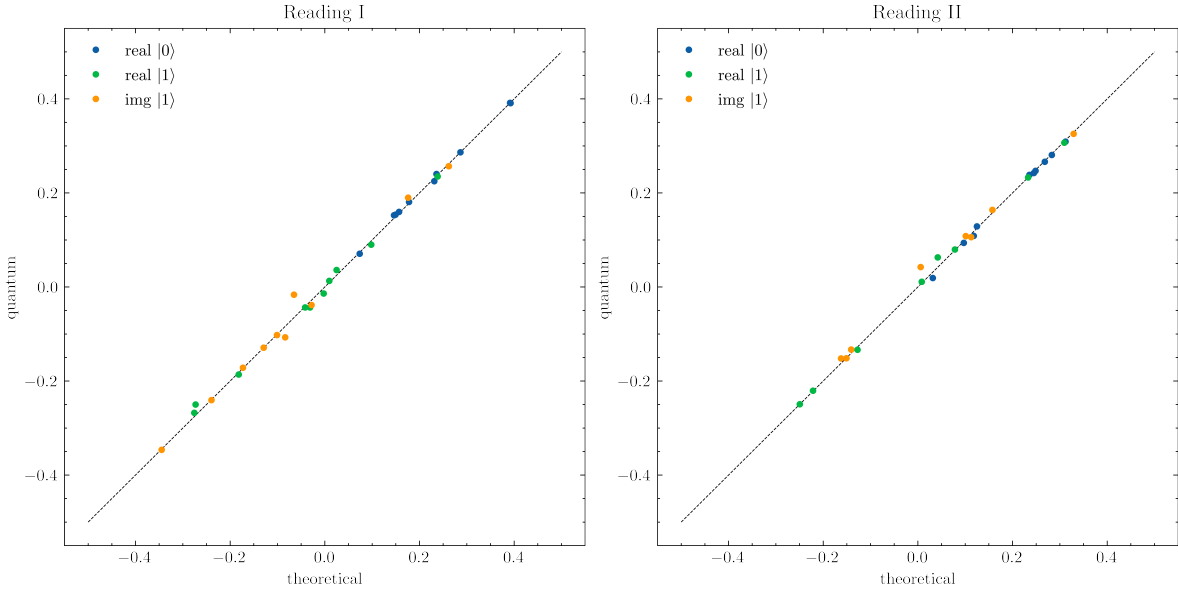 Reading I
real |0⟩
real |1⟩
img |1⟩
0.4
0.2
0.0
−0.2
−0.4
quantum
−0.4
−0.2
0.0
0.2
0.4
theoretical
Reading II
real |0⟩
real |1⟩
img |1⟩
0.4
0.2
0.0
−0.2
−0.4
quantum
−0.4
−0.2
0.0
0.2
0.4
theoretical